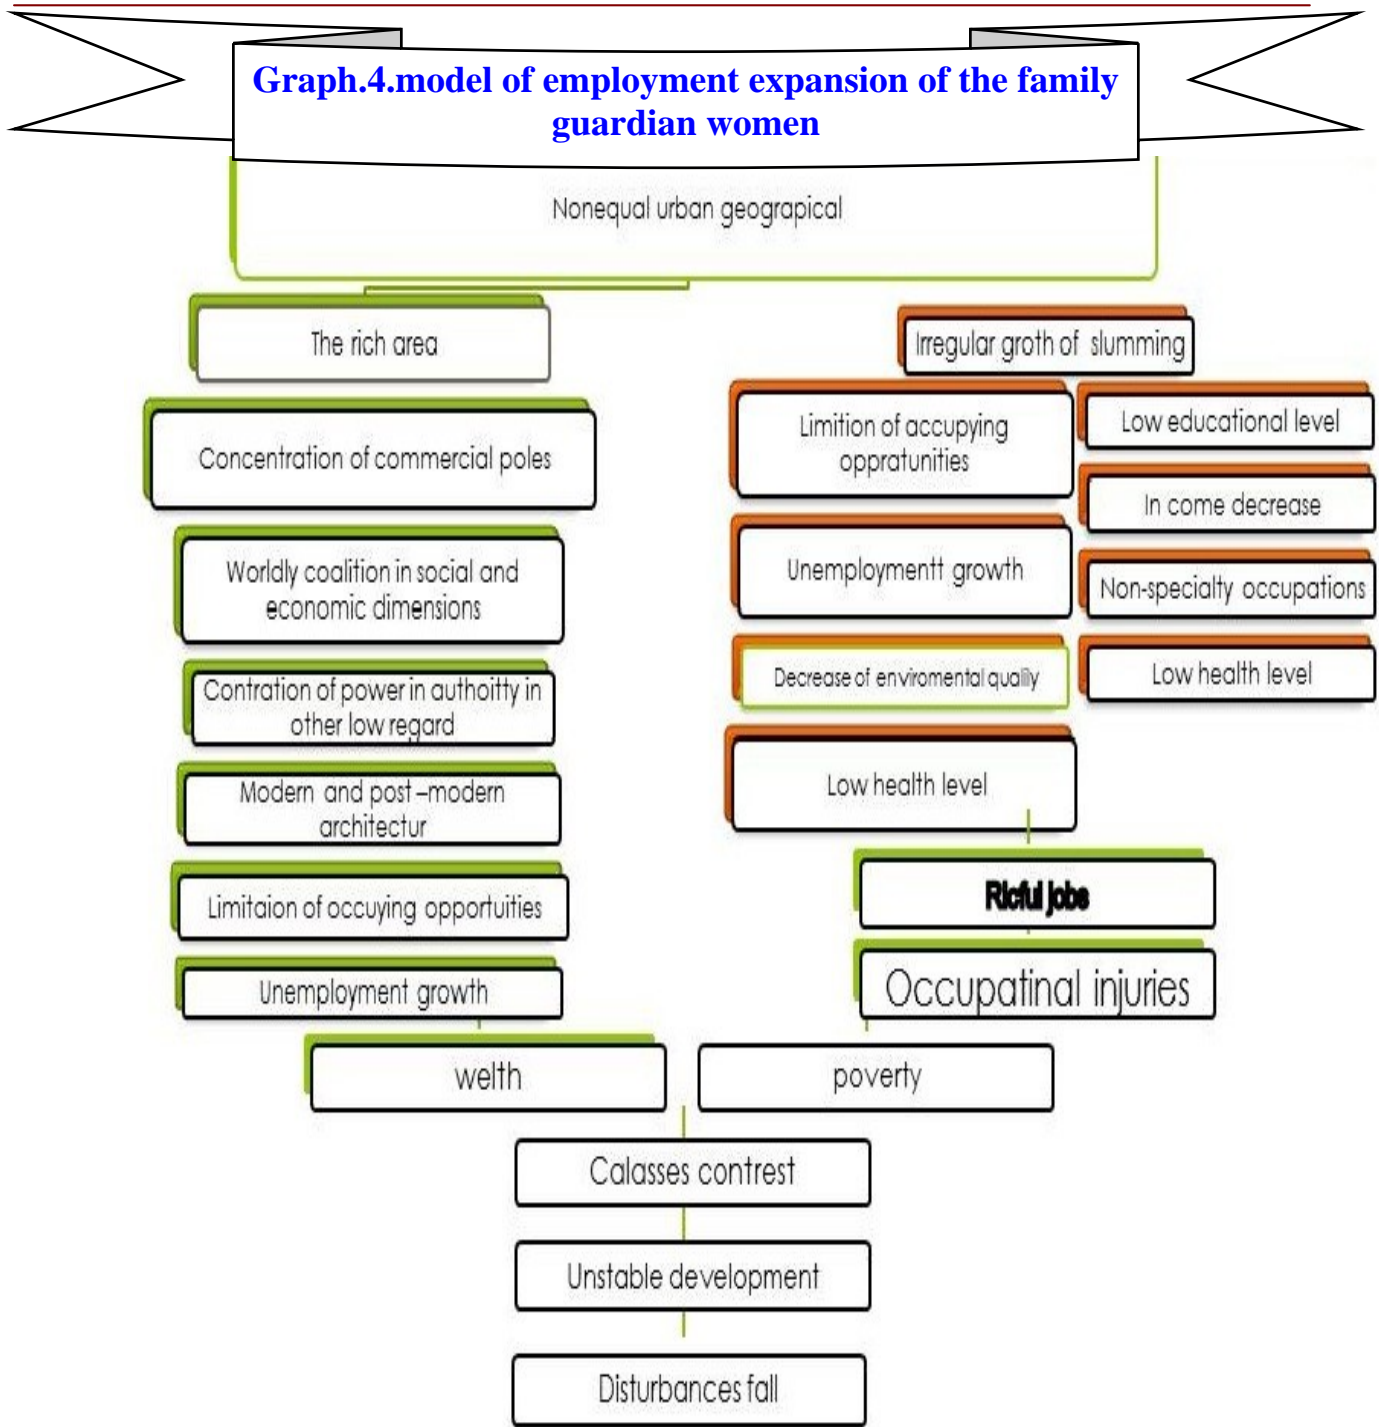 Graph.4.model of employment expansion of the family
guardian women
Nonequal urban geograpical
The rich area
Concentration of commercial poles
Worldly coalition in social and
economic dimensions
Contration of power in authoitty in
other low regard
Modern and post –modern
architectur
Limitaion of occuying opportuities
Unemployment growth
welth
Irregular groth of slumming
Limition of accupying
oppratunities
Unemploymentt growth
Decrease of enviromental quality
Low health level
Low educational level
In come decrease
Non-specialty occupations
Low health level
Ricful jobs
Occupatinal injuries
poverty
Calasses contrest
Unstable development
Disturbances fall